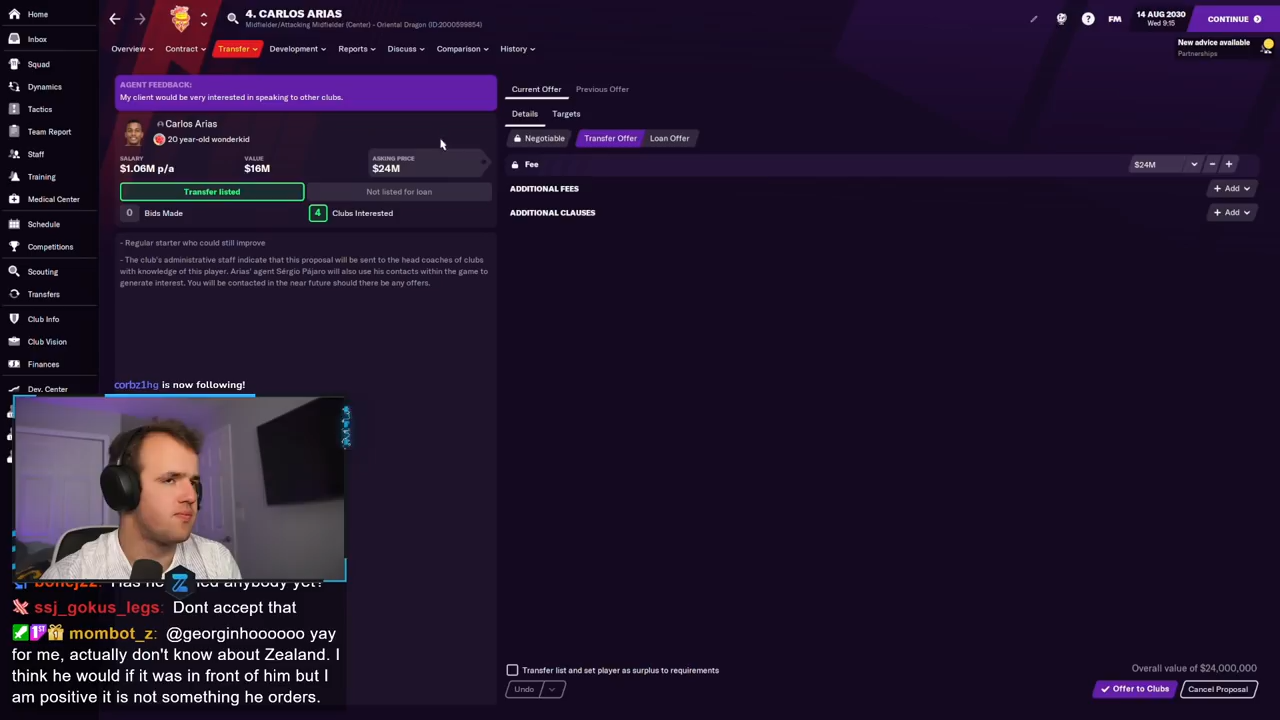 4. CARLOS ARIAS
Midfielder/Attacking Midfielder (Center) - Oriental Dragon (ID:2000599854)
FM
14 AUG 2030
Wed 9:15
CONTINUE
New advice available
Partnerships
Overview
Contract
Transfer
Development
Reports
Discuss
Comparison
History
Home
Inbox
Squad
Dynamics
Tactics
Team Report
Staff
Training
Medical Center
Schedule
Competitions
Scouting
Transfers
Club Info
Club Vision
Finances
Dev. Center
AGENT FEEDBACK:
My client would be very interested in speaking to other clubs.
Carlos Arias
20 year-old wonderkid
SALARY
$1.06M p/a
VALUE
$16M
ASKING PRICE
$24M
Transfer listed
Not listed for loan
0 Bids Made
4 Clubs Interested
- Regular starter who could still improve
- The club's administrative staff indicate that this proposal will be sent to the head coaches of clubs
with knowledge of this player. Arias' agent Sérgio Pájaro will also use his contacts within the game to
generate interest. You will be contacted in the near future should there be any offers.
Current Offer
Previous Offer
Details
Targets
Negotiable
Transfer Offer
Loan Offer
Fee
$24M
ADDITIONAL FEES
Add
ADDITIONAL CLAUSES
Add
corbz1hg is now following!
anybody yet?
ssj_gokus_legs: Dont accept that
mombot_z: @georginhoooooo yay
for me, actually don't know about Zealand. I
think he would if it was in front of him but I
am positive it is not something he orders.
Transfer list and set player as surplus to requirements
Undo
Overall value of $24,000,000
Offer to Clubs
Cancel Proposal